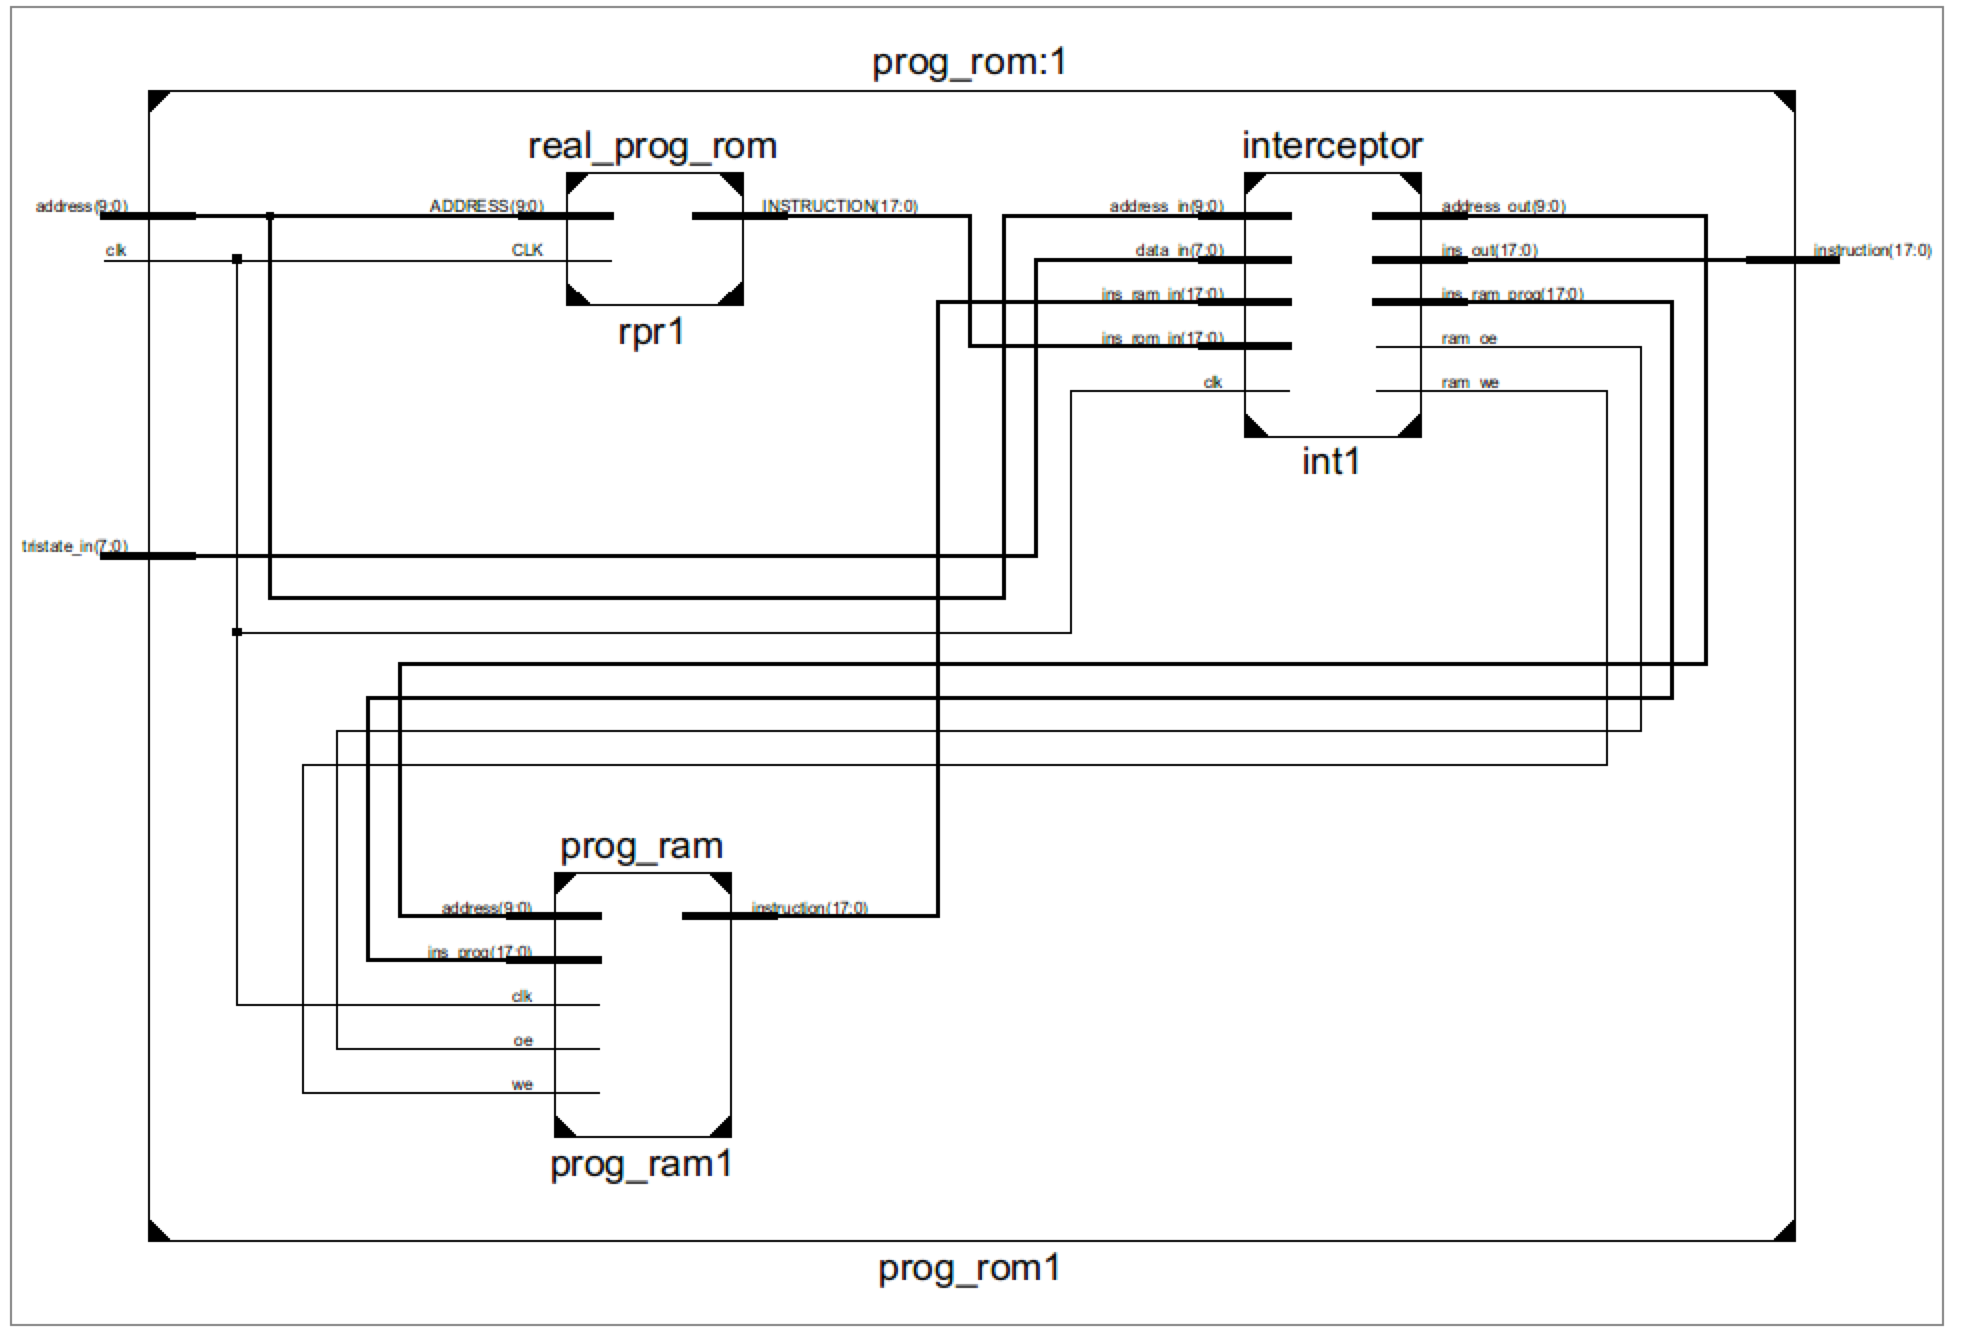 prog_rom:1
real_prog_rom
interceptor
address(9:0)
ADDRESS(9:0)
INSTRUCTION(17:0)
address_in(9:0)
address_out(9:0)
clk
CLK
data_in(7:0)
ins_out(17:0)
instruction(17:0)
ins_ram_in(17:0)
ins_ram_prog(17:0)
rpr1
ins_rom_in(17:0)
ram_oe
clk
ram_we
int1
tristate_in(7:0)
prog_ram
address(9:0)
instruction(17:0)
ins_prog(17:0)
clk
oe
we
prog_ram1
prog_rom1